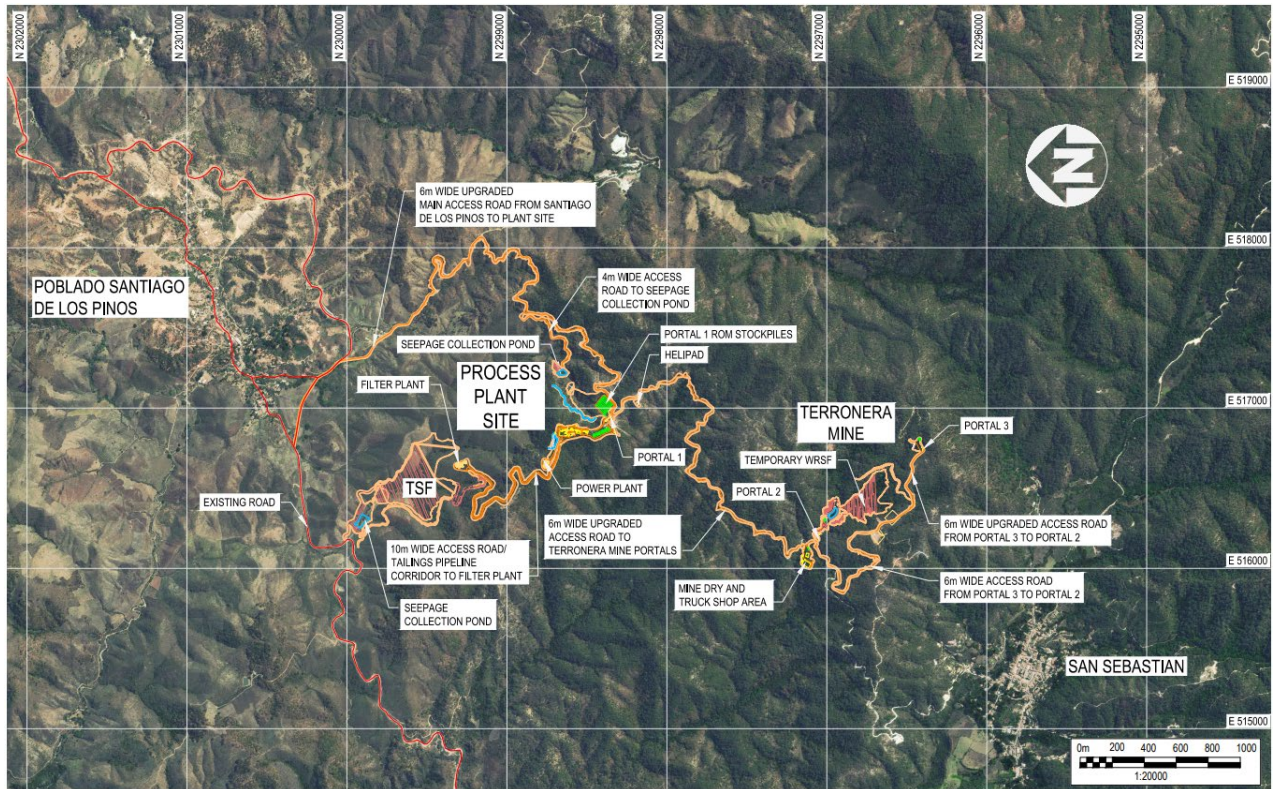 N 2302000
N 2301000
N 2300000
N 2299000
N 2298000
N 2297000
N 2296000
N 2295000
E 519000
N
6m WIDE UPGRADED
MAIN ACCESS ROAD FROM SANTIAGO
DE LOS PINOS TO PLANT SITE
E 518000
POBLADO SANTIAGO
DE LOS PINOS
4m WIDE ACCESS
ROAD TO SEEPAGE
COLLECTION POND
PORTAL 1 ROM STOCKPILES
SEEPAGE COLLECTION POND
HELIPAD
FILTER PLANT
PROCESS
PLANT
SITE
E 517000
TERRONERA
MINE
PORTAL 3
PORTAL 1
TEMPORARY WRSF
TSF
POWER PLANT
PORTAL 2
EXISTING ROAD
6m WIDE UPGRADED
ACCESS ROAD TO
TERRONERA MINE PORTALS
6m WIDE UPGRADED ACCESS ROAD
FROM PORTAL 3 TO PORTAL 2
10m WIDE ACCESS ROAD/
TAILINGS PIPELINE
CORRIDOR TO FILTER PLANT
E 516000
MINE DRY AND
TRUCK SHOP AREA
6m WIDE ACCESS ROAD
FROM PORTAL 3 TO PORTAL 2
SEEPAGE
COLLECTION POND
SAN SEBASTIAN
E 515000
0m 200 400 600 800 1000
1:20000